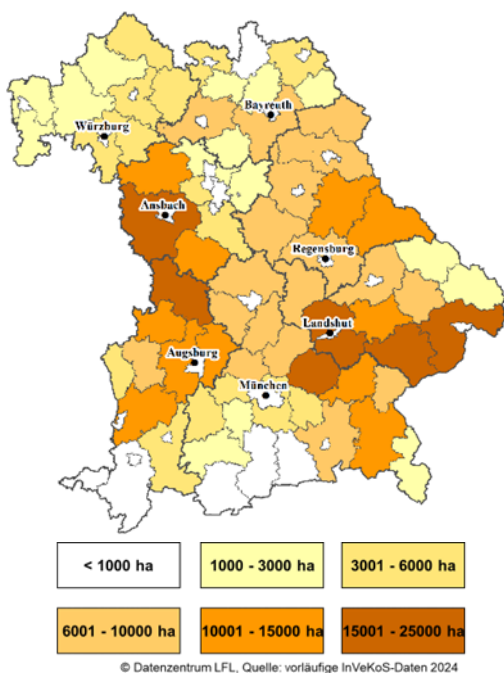 Bayreuth
Würzburg
Ansbach
Regensburg
Landshut
Augsburg
München
< 1000 ha
1000 - 3000 ha
3001 - 6000 ha
6001 - 10000 ha
10001 - 15000 ha
15001 - 25000 ha
© Datenzentrum LFL, Quelle: vorläufige InVeKoS-Daten 2024